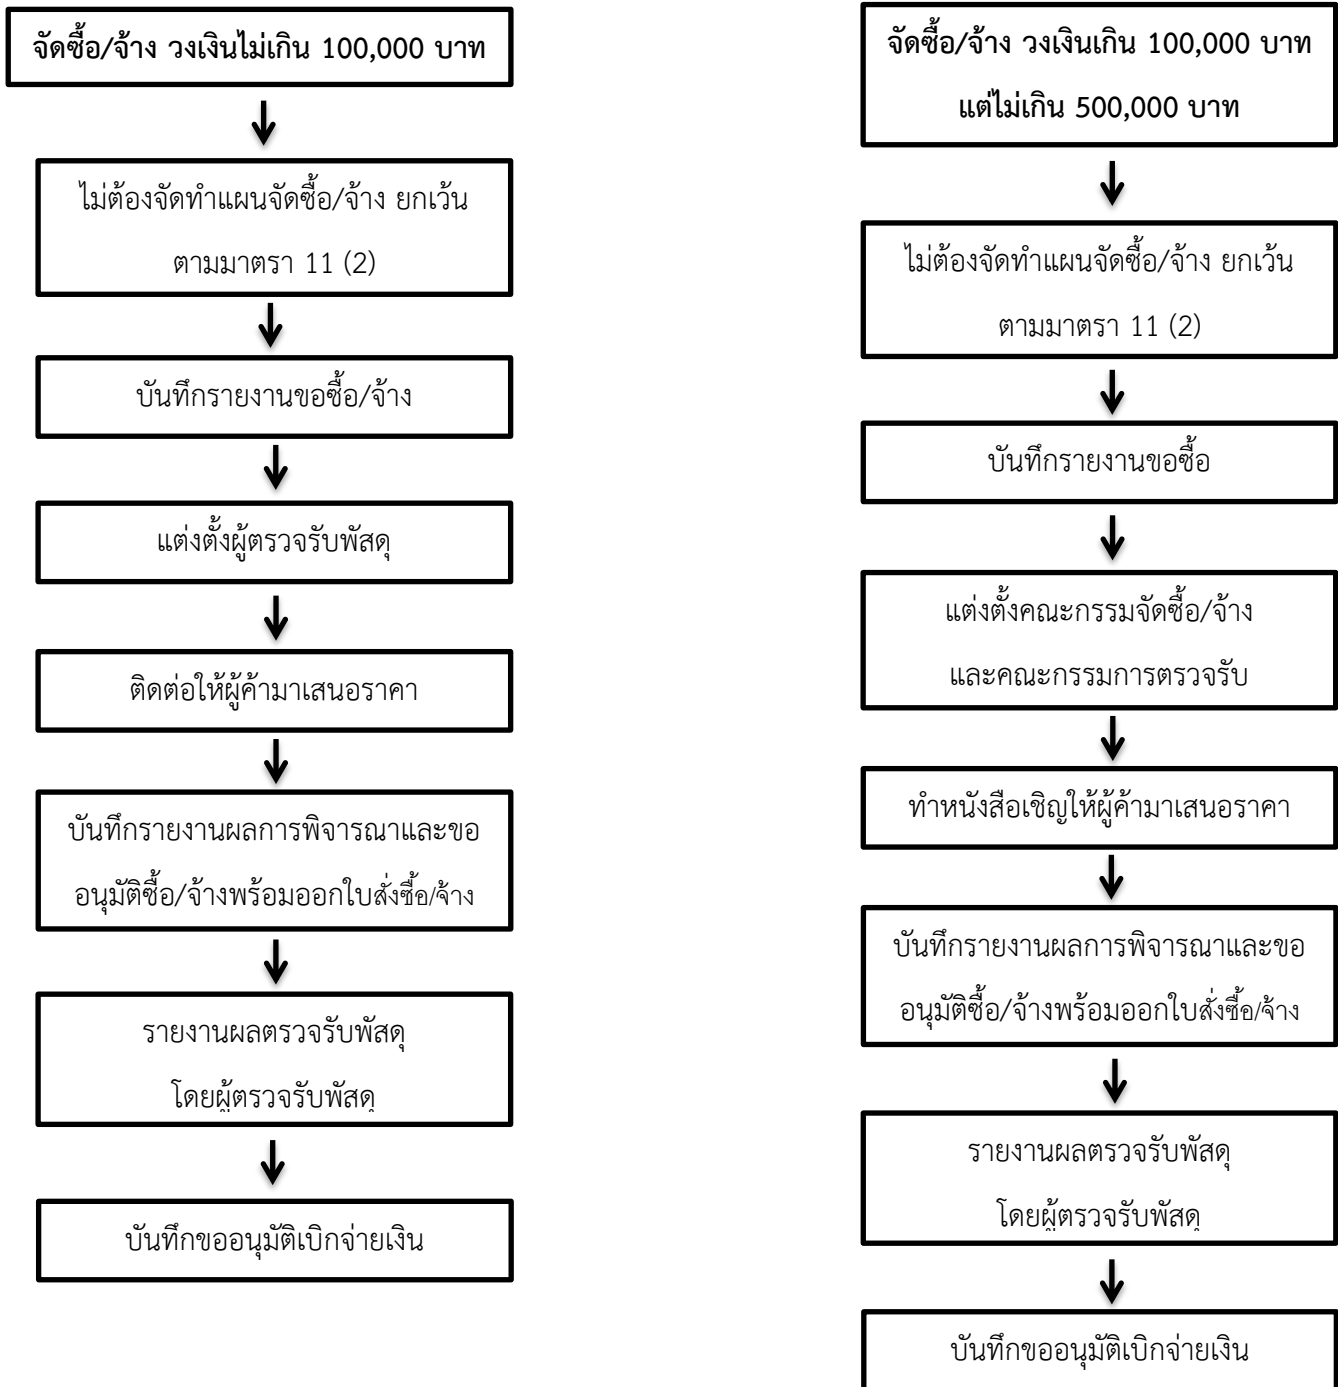 จัดซื้อ/จ้าง วงเงินไม่เกิน 100,000 บาท
ไม่ต้องจัดทำแผนจัดซื้อ/จ้าง ยกเว้น
ตามมาตรา 11 (2)
บันทึกรายงานขอซื้อ/จ้าง
แต่งตั้งผู้ตรวจรับพัสดุ
ติดต่อให้ผู้ค้ามาเสนอราคา
บันทึกรายงานผลการพิจารณาและขอ
อนุมัติซื้อ/จ้างพร้อมออกใบสั่งซื้อ/จ้าง
รายงานผลตรวจรับพัสดุ
โดยผู้ตรวจรับพัสดุ
บันทึกขออนุมัติเบิกจ่ายเงิน
จัดซื้อ/จ้าง วงเงินเกิน 100,000 บาท
แต่ไม่เกิน 500,000 บาท
ไม่ต้องจัดทำแผนจัดซื้อ/จ้าง ยกเว้น
ตามมาตรา 11 (2)
บันทึกรายงานขอซื้อ
แต่งตั้งคณะกรรมจัดซื้อ/จ้าง
และคณะกรรมการตรวจรับ
ทำหนังสือเชิญให้ผู้ค้ามาเสนอราคา
บันทึกรายงานผลการพิจารณาและขอ
อนุมัติซื้อ/จ้างพร้อมออกใบสั่งซื้อ/จ้าง
รายงานผลตรวจรับพัสดุ
โดยผู้ตรวจรับพัสดุ
บันทึกขออนุมัติเบิกจ่ายเงิน